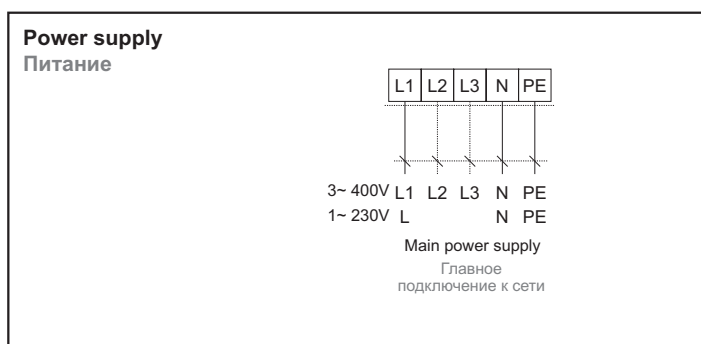 Power supply
Питание
L1 L2 L3 N PE
3~ 400V L1 L2 L3 N PE
1~ 230V L N PE
Main power supply
Главное
подключение к сети